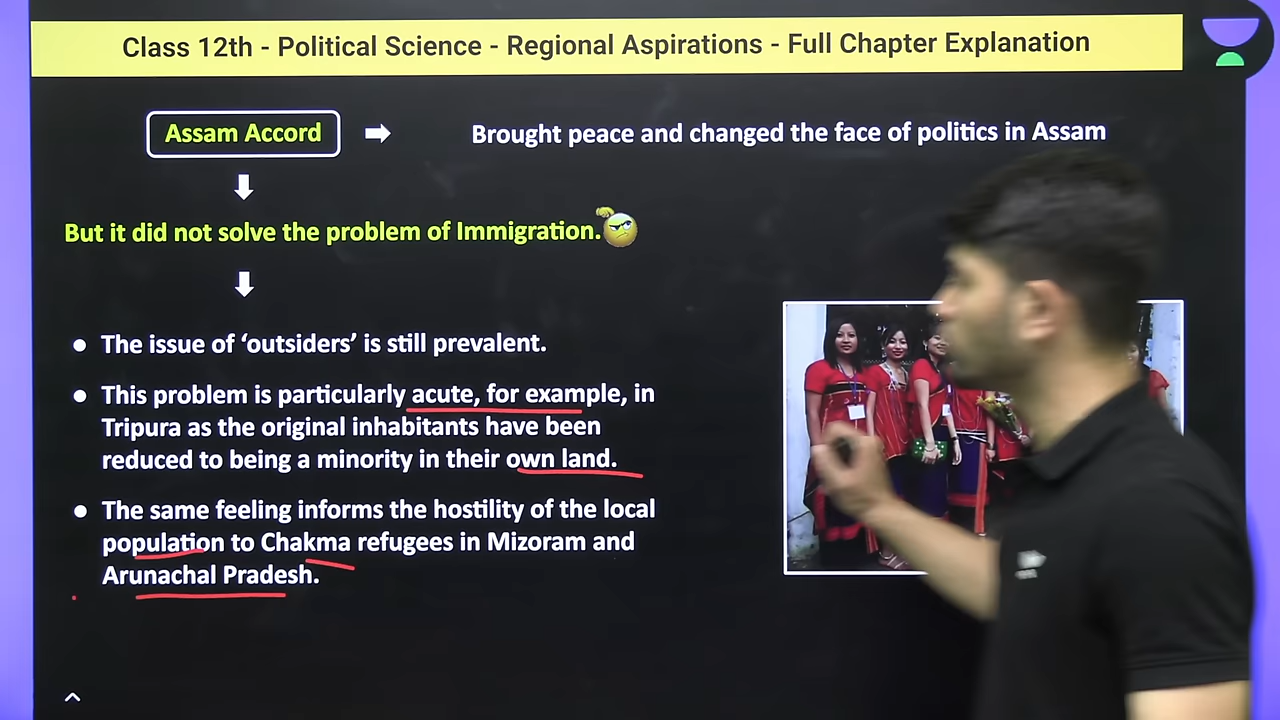 Class 12th - Political Science - Regional Aspirations - Full Chapter Explanation
Assam Accord
Brought peace and changed the face of politics in Assam
But it did not solve the problem of Immigration.
● The issue of ‘outsiders’ is still prevalent.
● This problem is particularly acute, for example, in
Tripura as the original inhabitants have been
reduced to being a minority in their own land.
● The same feeling informs the hostility of the local
population to Chakma refugees in Mizoram and
Arunachal Pradesh.